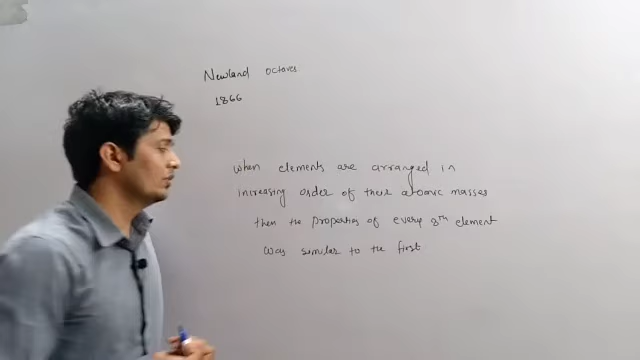 Newland octaves
1866
when elements are arranged in
increasing order of there atomic masses
then the properties of every 8th element
was similar to the first